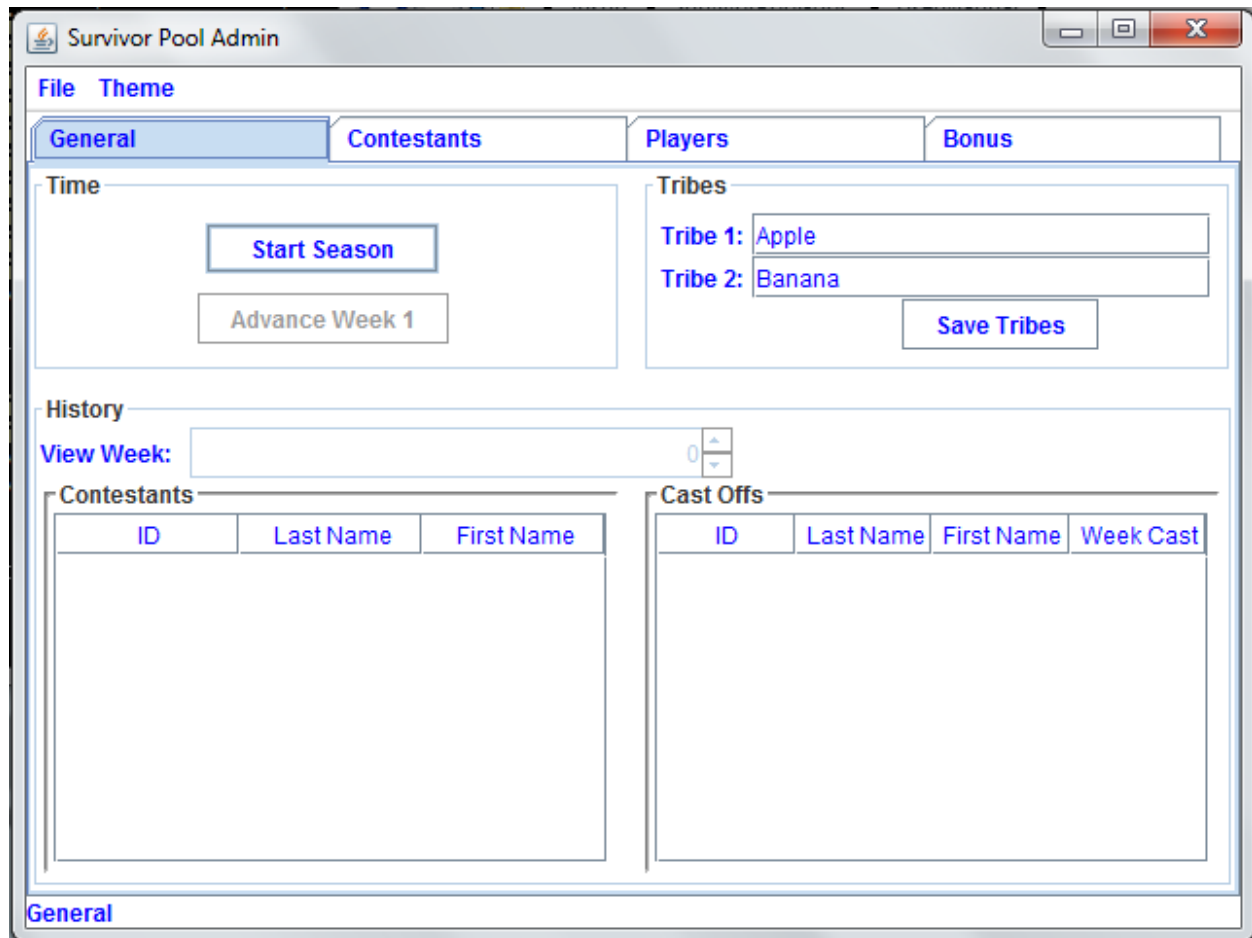 Survivor Pool Admin
File Theme
General Contestants Players Bonus
Time
Start Season
Advance Week 1
Tribes
Tribe 1: Apple
Tribe 2: Banana
Save Tribes
History
View Week: 0
Contestants
ID Last Name First Name
Cast Offs
ID Last Name First Name Week Cast
General